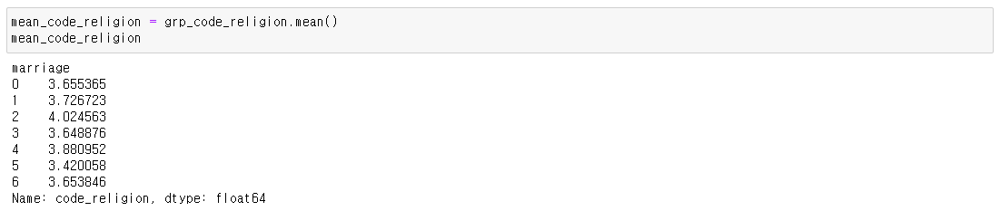 mean_code_religion = grp_code_religion.mean()
mean_code_religion
marriage
0    3.655365
1    3.726723
2    4.024563
3    3.648876
4    3.880952
5    3.420058
6    3.653846
Name: code_religion, dtype: float64